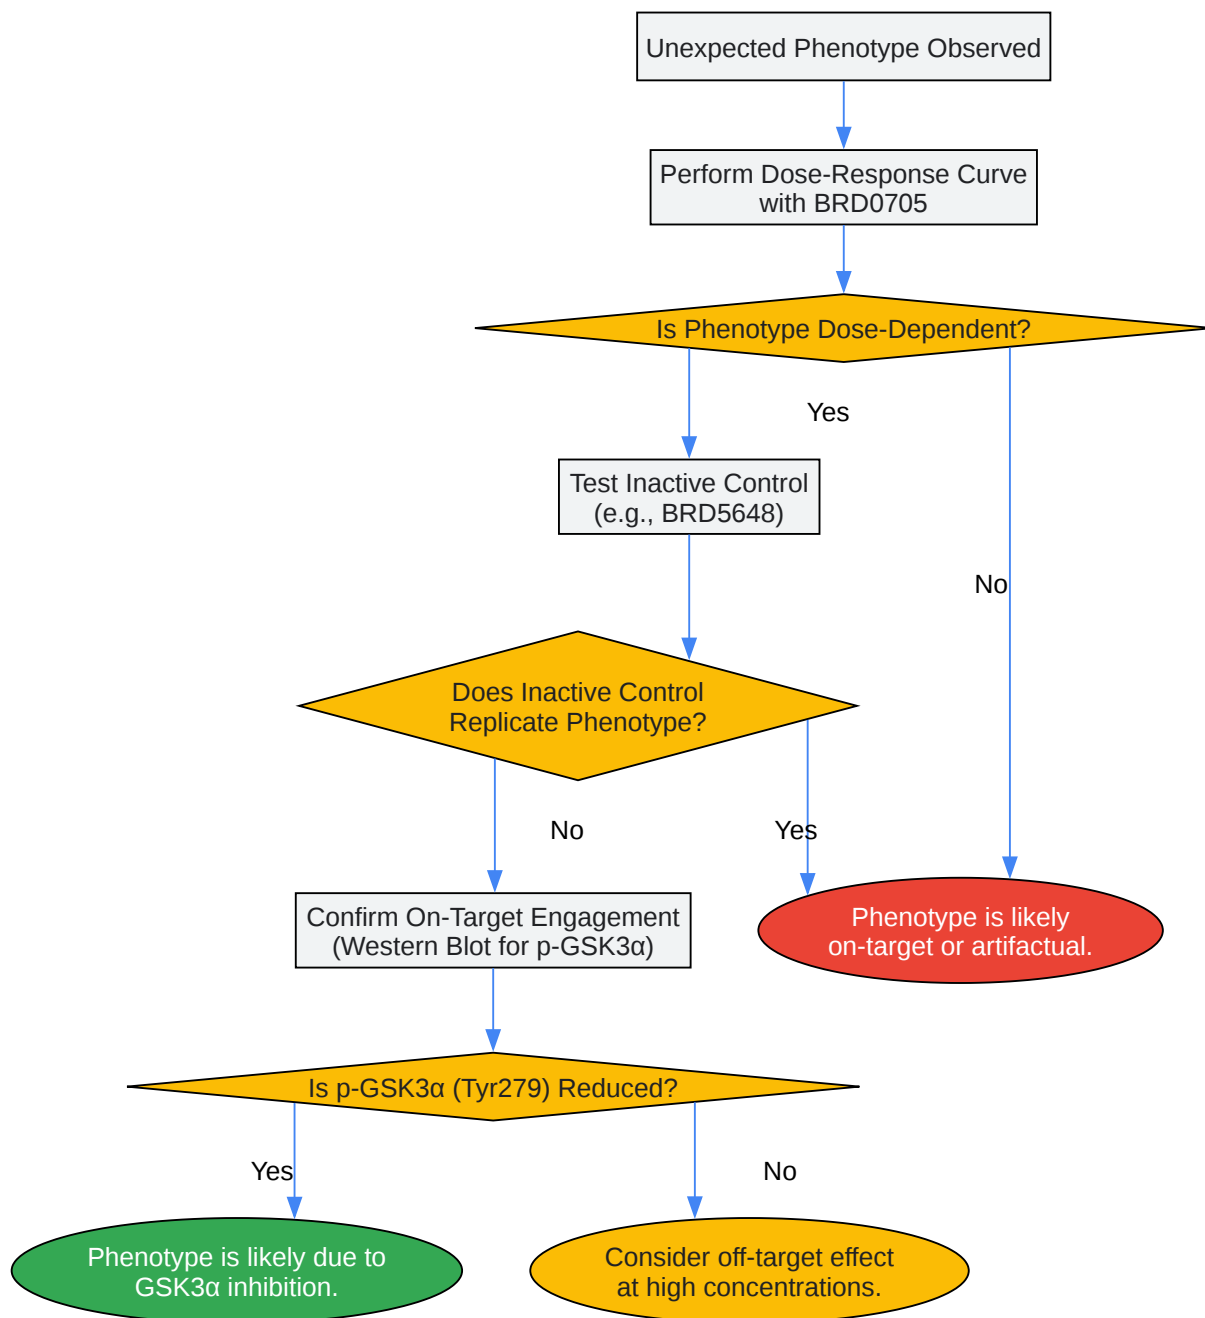 Unexpected Phenotype Observed
Perform Dose-Response Curve
with BRD0705
Is Phenotype Dose-Dependent?
Yes
Test Inactive Control
(e.g., BRD5648)
No
Does Inactive Control
Replicate Phenotype?
No
Yes
Confirm On-Target Engagement
(Western Blot for p-GSK3α)
Phenotype is likely
on-target or artifactual.
Is p-GSK3α (Tyr279) Reduced?
Yes
No
Phenotype is likely due to
GSK3α inhibition.
Consider off-target effect
at high concentrations.